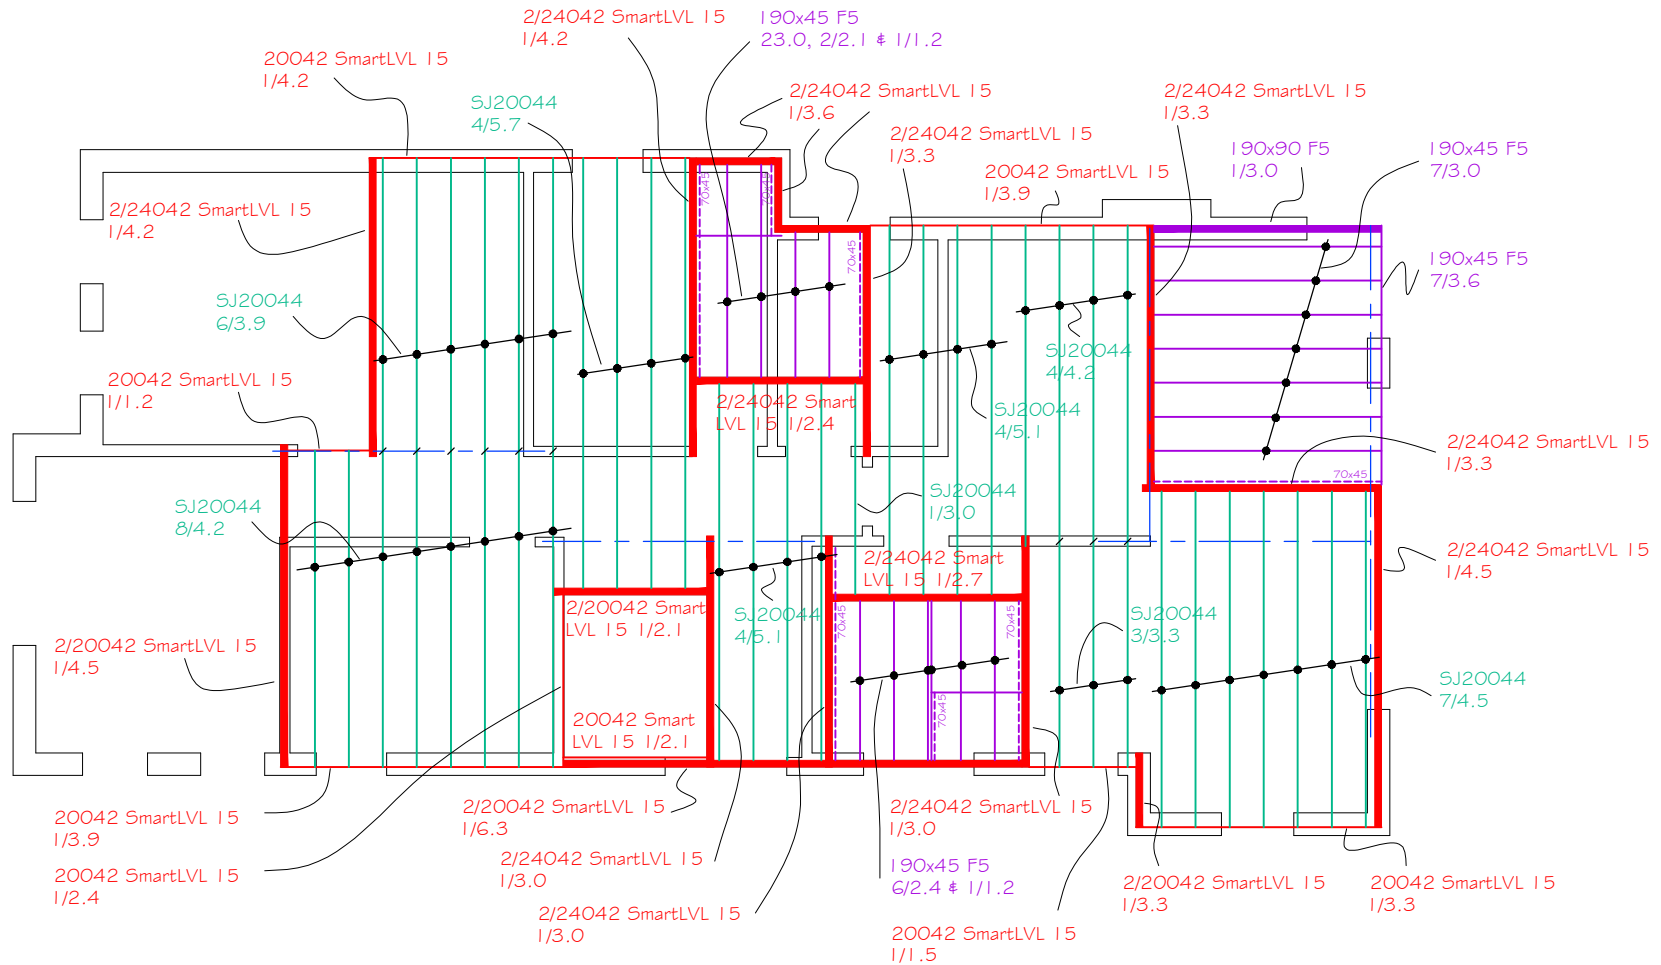 2/24042 SmartLVL 15
1/4.2
190x45 F5
23.0, 2/2.1 & 1/1.2
20042 SmartLVL 15
1/4.2
SJ20044
4/5.7
2/24042 SmartLVL 15
1/3.6
2/24042 SmartLVL 15
1/3.3
2/24042 SmartLVL 15
1/3.3
190x90 F5
1/3.0
190x45 F5
7/3.0
20042 SmartLVL 15
1/3.9
2/24042 SmartLVL 15
1/4.2
70x45
70x45
70x45
190x45 F5
7/3.6
SJ20044
6/3.9
SJ20044
4/4.2
20042 SmartLVL 15
1/1.2
2/24042 Smart
LVL 15 1/2.4
SJ20044
4/5.1
2/24042 SmartLVL 15
1/3.3
70x45
SJ20044
8/4.2
SJ20044
1/3.0
2/24042 Smart
LVL 15 1/2.7
2/24042 SmartLVL 15
1/4.5
2/20042 Smart
LVL 15 1/2.1
SJ20044
4/5.1
70x45
70x45
SJ20044
3/3.3
2/20042 SmartLVL 15
1/4.5
SJ20044
7/4.5
70x45
20042 Smart
LVL 15 1/2.1
20042 SmartLVL 15
1/3.9
2/20042 SmartLVL 15
1/6.3
2/24042 SmartLVL 15
1/3.0
20042 SmartLVL 15
1/2.4
2/24042 SmartLVL 15
1/3.0
190x45 F5
6/2.4 & 1/1.2
2/20042 SmartLVL 15
1/3.3
20042 SmartLVL 15
1/3.3
2/24042 SmartLVL 15
1/3.0
20042 SmartLVL 15
1/1.5